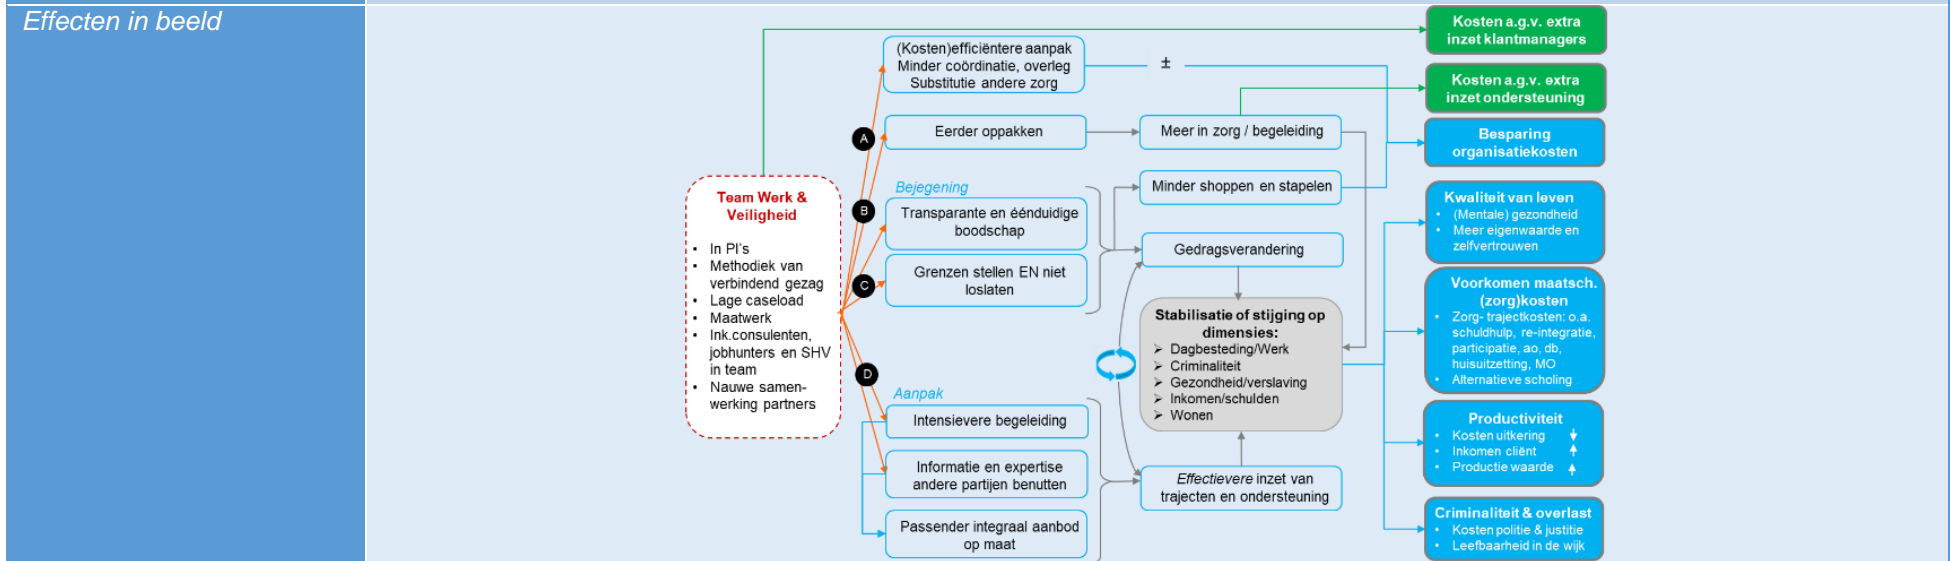 Effecten in beeld
Team Werk &
Veiligheid
• In PI's
• Methodiek van
verbindend gezag
• Lage caseload
• Maatwerk
• Ink.consulenten,
jobhunters en SHV
in team
• Nauwe samen-
werking partners
A
B
C
D
(Kosten)efficiëntere aanpak
Minder coördinatie, overleg
Substitutie andere zorg
±
Eerder oppakken
Bejegening
Transparante en éénduidige
boodschap
Grenzen stellen EN niet
loslaten
Aanpak
Intensievere begeleiding
Informatie en expertise
andere partijen benutten
Passender integraal aanbod
op maat
Meer in zorg / begeleiding
Minder shoppen en stapelen
Gedragsverandering
Stabilisatie of stijging op
dimensies:
➢ Dagbesteding/Werk
➢ Criminaliteit
➢ Gezondheid/verslaving
➢ Inkomen/schulden
➢ Wonen
Effectievere inzet van
trajecten en ondersteuning
Kosten a.g.v. extra
inzet klantmanagers
Kosten a.g.v. extra
inzet ondersteuning
Besparing
organisatiekosten
Kwaliteit van leven
• (Mentale) gezondheid
• Meer eigenwaarde en
zelfvertrouwen
Voorkomen maatsch.
(zorg)kosten
• Zorg- trajectkosten: o.a.
schuldhulp, re-integratie,
participatie, ao, db,
huisuitzetting, MO
• Alternatieve scholing
Productiviteit
• Kosten uitkering
• Inkomen cliënt
• Productie waarde
Criminaliteit & overlast
• Kosten politie & justitie
• Leefbaarheid in de wijk